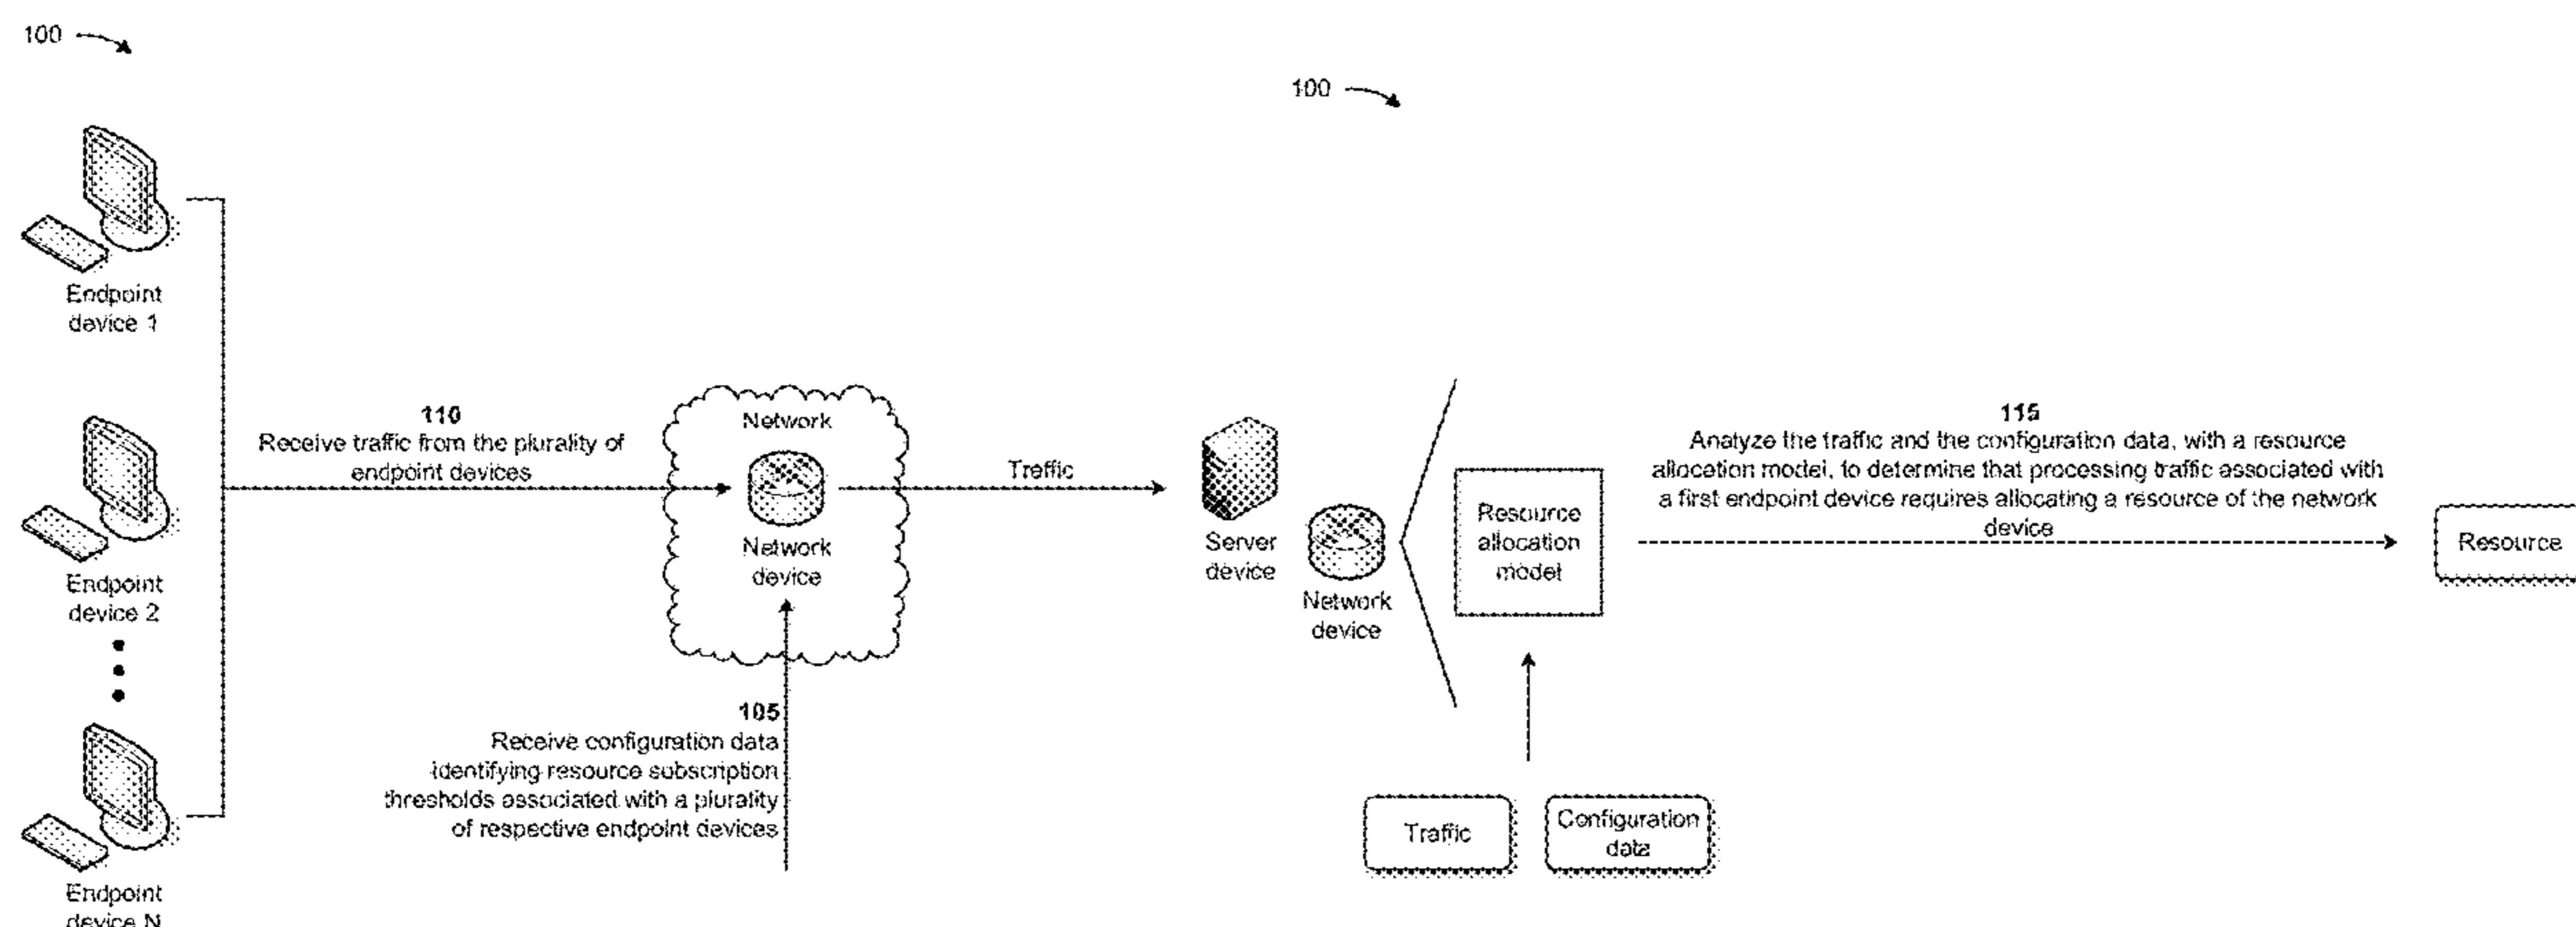 100
Endpoint
device 1
Endpoint
device 2
Endpoint
device N
110
Receive traffic from the plurality of
endpoint devices
Network
Network
device
Traffic
Server
device
105
Receive configuration data
identifying resource subscription
thresholds associated with a plurality
of respective endpoint devices
100
Network
device
Resource
allocation
model
Traffic
Configuration
data
115
Analyze the traffic and the configuration data, with a resource
allocation model, to determine that processing traffic associated with
a first endpoint device requires allocating a resource of the network
device
Resource